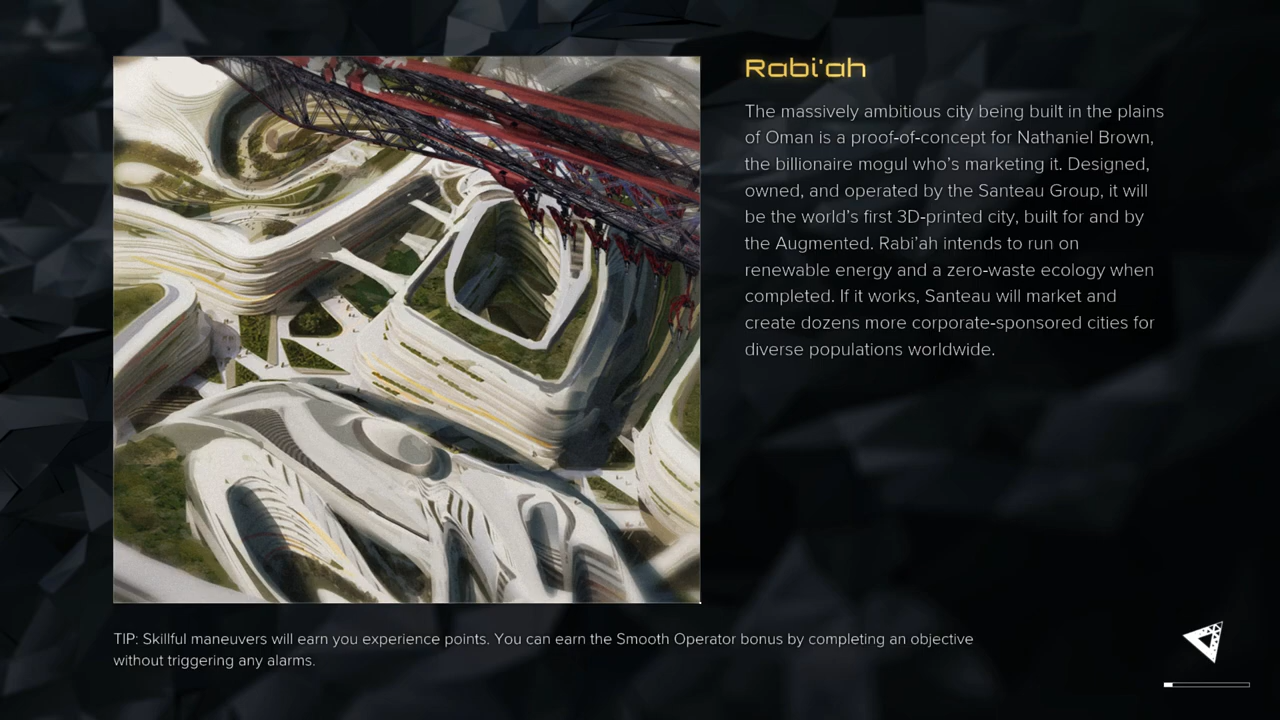 Rabi'ah
The massively ambitious city being built in the plains
of Oman is a proof-of-concept for Nathaniel Brown,
the billionaire mogul who's marketing it. Designed,
owned, and operated by the Santeau Group, it will
be the world's first 3D-printed city, built for and by
the Augmented. Rabi'ah intends to run on
renewable energy and a zero-waste ecology when
completed. If it works, Santeau will market and
create dozens more corporate-sponsored cities for
diverse populations worldwide.
TIP: Skillful maneuvers will earn you experience points. You can earn the Smooth Operator bonus by completing an objective
without triggering any alarms.